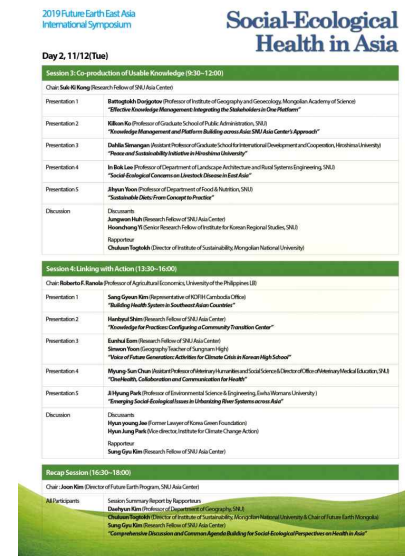 2019 Future Earth East Asia
International Symposium
Social-Ecological
Health in Asia
Day 2, 11/12(Tue)
Session 3: Co-production of Usable Knowledge (9:30~12:00)
Chair: Suk-Ki Kong (Research Fellow of SNU Asia Center)
Presentation 1 Battogtokh Dorjgotov (Professor of Institute of Geography and Geoecology, Mongolian Academy of Science)
"Effective Knowledge Management: Integrating the Stakeholders in One Platform"
Presentation 2 Kilkon Ko (Professor of Graduate School of Public Administration, SNU)
"Knowledge Management and Platform Building across Asia: SNU Asia Center's Approach"
Presentation 3 Dahlia Simangan (Assistant Professor of Graduate School for International Development and Cooperation, Hiroshima University)
"Peace and Sustainability Initiative in Hiroshima University"
Presentation 4 In Bok Lee (Professor of Department of Landscape Architecture and Rural Systems Engineering, SNU)
"Social-Ecological Concerns on Livestock Disease in East Asia"
Presentation 5 Jihyun Yoon (Professor of Department of Food & Nutrition, SNU)
"Sustainable Diets: From Concept to Practice"
Discussion Discussants
Jungwon Huh (Research Fellow of SNU Asia Center)
Hoonchang Yi (Senior Research Fellow of Institute for Korean Regional Studies, SNU)
Rapporteur
Chuluun Togtokh (Director of Institute of Sustainability, Mongolian National University)
Session 4: Linking with Action (13:30~16:00)
Chair: Roberto F. Ranola (Professor of Agricultural Economics, University of the Philippines LB)
Presentation 1 Sang Gyeun Kim (Representative of KOFIH Cambodia Office)
"Building Health System in Southeast Asian Countries"
Presentation 2 Hanbyul Shim (Research Fellow of SNU Asia Center)
"Knowledge for Practices: Configuring a Community Transition Center"
Presentation 3 Eunhui Eom (Research Fellow of SNU Asia Center)
Sinwon Yoon (Geography Teacher of Sungnam High)
"Voice of Future Generation: Activities for Climate Crisis in Korean High School"
Presentation 4 Myung-Sun Chun (Assistant Professor of Veterinary Humanities and Social Science & Director of Office of Veterinary Medical Education, SNU)
"OneHealth, Collaboration and Communication for Health"
Presentation 5 Ji Hyung Park (Professor of Environmental Science & Engineering, Ewha Womans University)
"Emerging Social-Ecological Issues in Urbanizing River Systems across Asia"
Discussion Discussants
Hyun young Jee (Former Lawyer of Korea Green Foundation)
Hyun Jung Park (Vice director, Institute for Climate Change Action)
Rapporteur
Sung Gyu Kim (Research Fellow of SNU Asia Center)
Recap Session (16:30~18:00)
Chair : Joon Kim (Director of Future Earth Program, SNU Asia Center)
All Participants Session Summary Report by Rapporteurs
Daehyun Kim (Professor of Department of Geography, SNU)
Chuluun Togtokh (Director of Institute of Sustainability, Mongolian National University & Chair of Future Earth Mongolia)
Sung Gyu Kim (Research Fellow of SNU Asia Center)
"Comprehensive Discussion and Common Agenda Building for Social-Ecological Perspectives on Health in Asia"